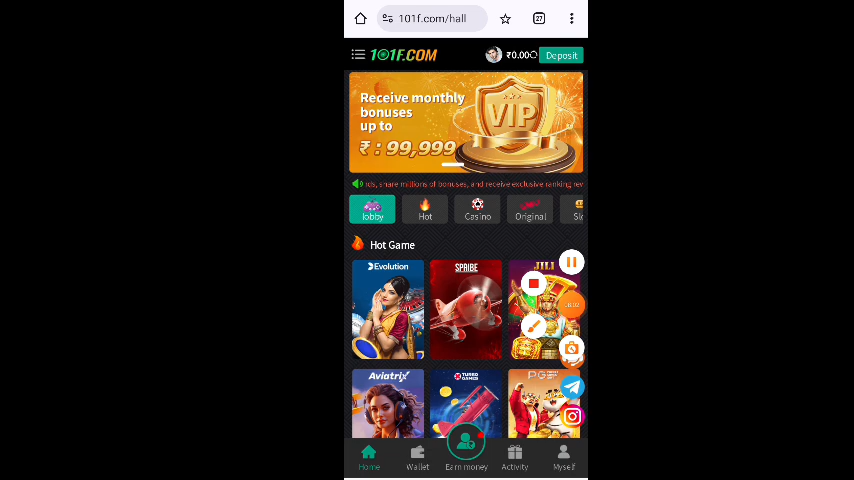 101f.com/hall
27
101F.COM
₹0.00
Deposit
Receive monthly
bonuses
up to
₹ : 99,999
VIP
rds, share millions of bonuses, and receive exclusive ranking rev
lobby
Hot
Casino
Original
Slo
Hot Game
Evolution
SPRIBE
JILI
Aviatrix
TURBO
GAMES
PG
Home
Wallet
Earn money
Activity
Myself